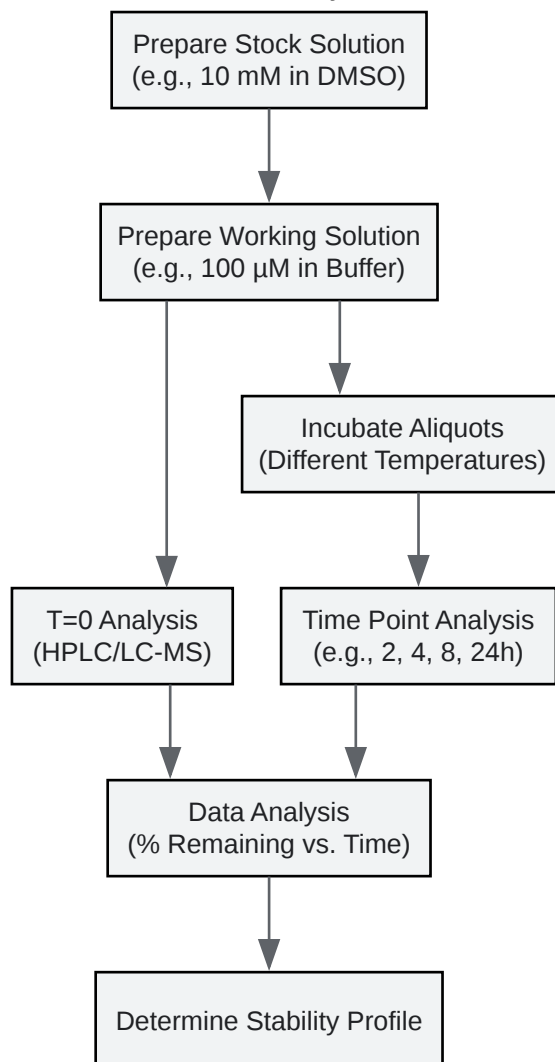 Prepare Stock Solution
(e.g., 10 mM in DMSO)
Prepare Working Solution
(e.g., 100 µM in Buffer)
Incubate Aliquots
(Different Temperatures)
T=0 Analysis
(HPLC/LC-MS)
Time Point Analysis
(e.g., 2, 4, 8, 24h)
Data Analysis
(% Remaining vs. Time)
Determine Stability Profile